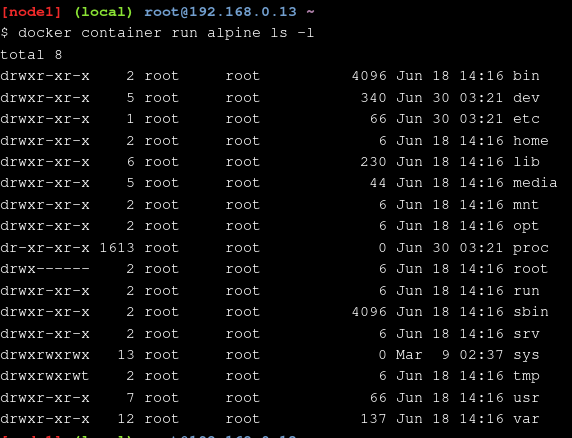 [node1] (local) root@192.168.0.13 ~
$ docker container run alpine ls -l
total 8
drwxr-xr-x    2 root     root          4096 Jun 18 14:16 bin
drwxr-xr-x    5 root     root           340 Jun 30 03:21 dev
drwxr-xr-x    1 root     root            66 Jun 30 03:21 etc
drwxr-xr-x    2 root     root             6 Jun 18 14:16 home
drwxr-xr-x    6 root     root           230 Jun 18 14:16 lib
drwxr-xr-x    5 root     root            44 Jun 18 14:16 media
drwxr-xr-x    2 root     root             6 Jun 18 14:16 mnt
drwxr-xr-x    2 root     root             6 Jun 18 14:16 opt
dr-xr-xr-x 1613 root     root             0 Jun 30 03:21 proc
drwx------    2 root     root             6 Jun 18 14:16 root
drwxr-xr-x    2 root     root             6 Jun 18 14:16 run
drwxr-xr-x    2 root     root          4096 Jun 18 14:16 sbin
drwxr-xr-x    2 root     root             6 Jun 18 14:16 srv
drwxrwxrwx   13 root     root             0 Mar  9 02:37 sys
drwxrwxrwt    2 root     root             6 Jun 18 14:16 tmp
drwxr-xr-x    7 root     root            66 Jun 18 14:16 usr
drwxr-xr-x   12 root     root           137 Jun 18 14:16 var